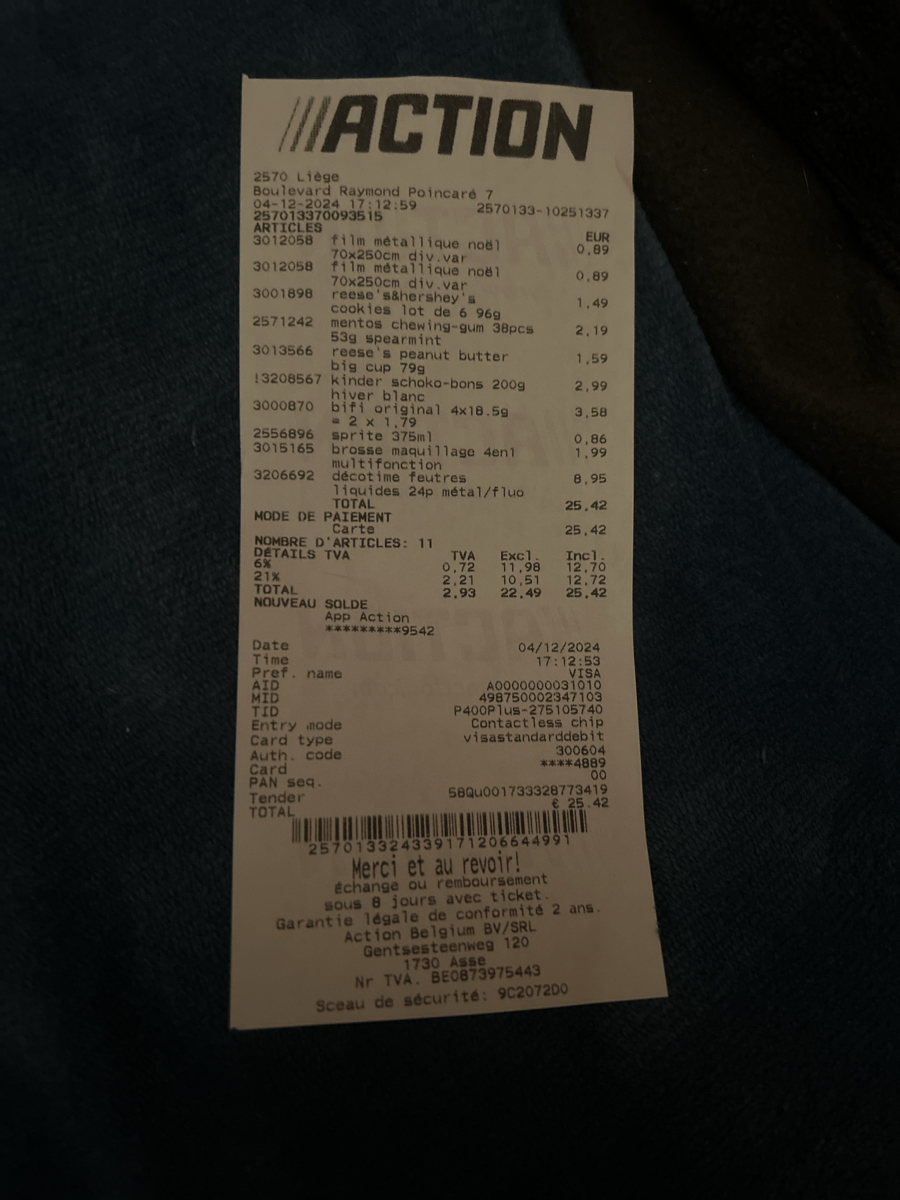 ///ACTION
2570 Liège
Boulevard Raymond Poincaré 7
04-12-2024 17:12:59 2570133-10251337
257013370093515
ARTICLES EUR
3012058 film métallique noël 0,89
70x250cm div.var
3012058 film métallique noël 0,89
70x250cm div.var
3001898 reese's&hershey's 1,49
cookies lot de 6 96g
2571242 mentos chewing-gum 38pcs 2,19
53g spearmint
3013566 reese's peanut butter 1,59
big cup 79g
!3208567 kinder schoko-bons 200g 2,99
hiver blanc
3000870 bifi original 4x18.5g 3,58
= 2 x 1,79
2556896 sprite 375ml 0,86
3015165 brosse maquillage 4en1 1,99
multifonction
3206692 décotime feutres 8,95
liquides 24p métal/fluo
TOTAL 25,42
MODE DE PAIEMENT
Carte 25,42
NOMBRE D'ARTICLES: 11
DÉTAILS TVA TVA Excl. Incl.
6% 0,72 11,98 12,70
21% 2,21 10,51 12,72
TOTAL 2,93 22,49 25,42
NOUVEAU SOLDE
App Action
*********9542
Date 04/12/2024
Time 17:12:53
Pref. name VISA
AID A0000000031010
MID 498750002347103
TID P400Plus-275105740
Entry mode Contactless chip
Card type visastandarddebit
Auth. code 300604
Card ****4889
PAN seq. 00
Tender 58Qu001733328773419
TOTAL € 25.42
257013324339171206644991
Merci et au revoir!
échange ou remboursement
sous 8 jours avec ticket.
Garantie légale de conformité 2 ans.
Action Belgium BV/SRL
Gentsesteenweg 120
1730 Asse
Nr TVA. BE0873975443
Sceau de sécurité: 9C2072D0